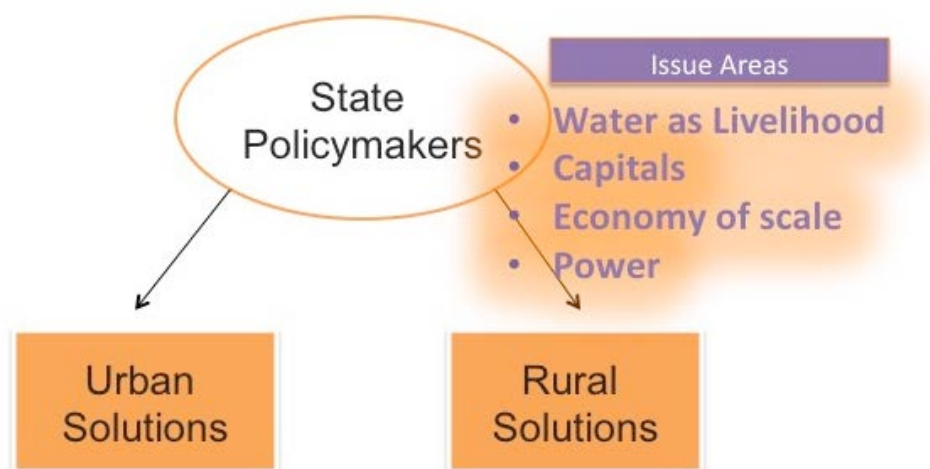 State
Policymakers
Issue Areas
• Water as Livelihood
• Capitals
• Economy of scale
• Power
Urban
Solutions
Rural
Solutions